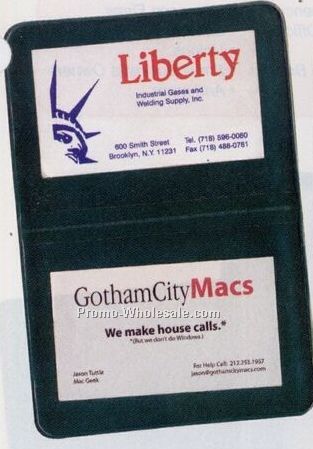 Liberty
Industrial Gases and
Welding Supply, Inc.
600 Smith Street Tel. (718) 596-0080
Brooklyn, N.Y. 11231 Fax (718) 488-0781
GothamCityMacs
Promo-Wholesale.com
We make house calls.*
*(But we don't do Windows.)
Jason Tuttle
Mac Geek
For Help Call: 212.253.1907
jason@gothamcitymacs.com